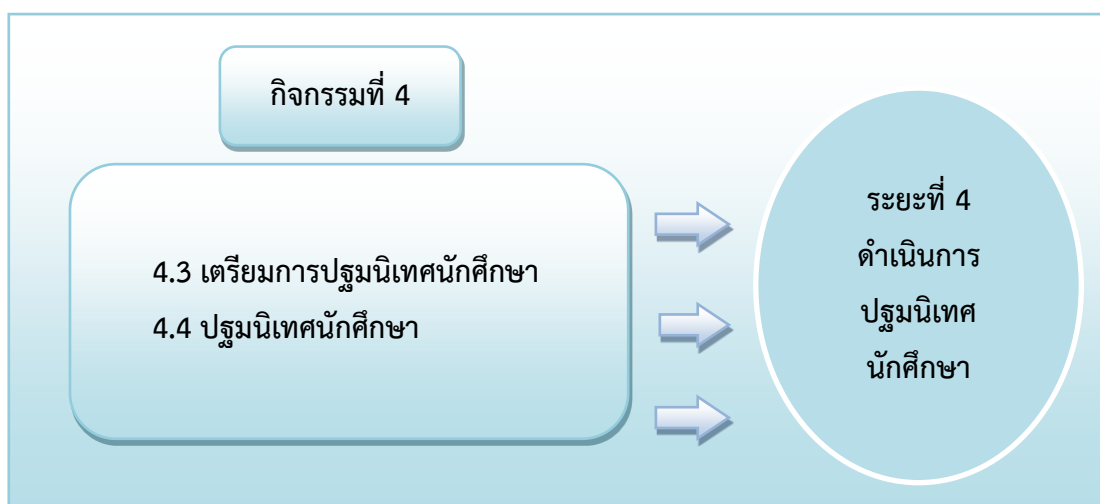 กิจกรรมที่ 4
4.3 เตรียมการปฐมนิเทศนักศึกษา
4.4 ปฐมนิเทศนักศึกษา
ระยะที่ 4
ดำเนินการ
ปฐมนิเทศ
นักศึกษา